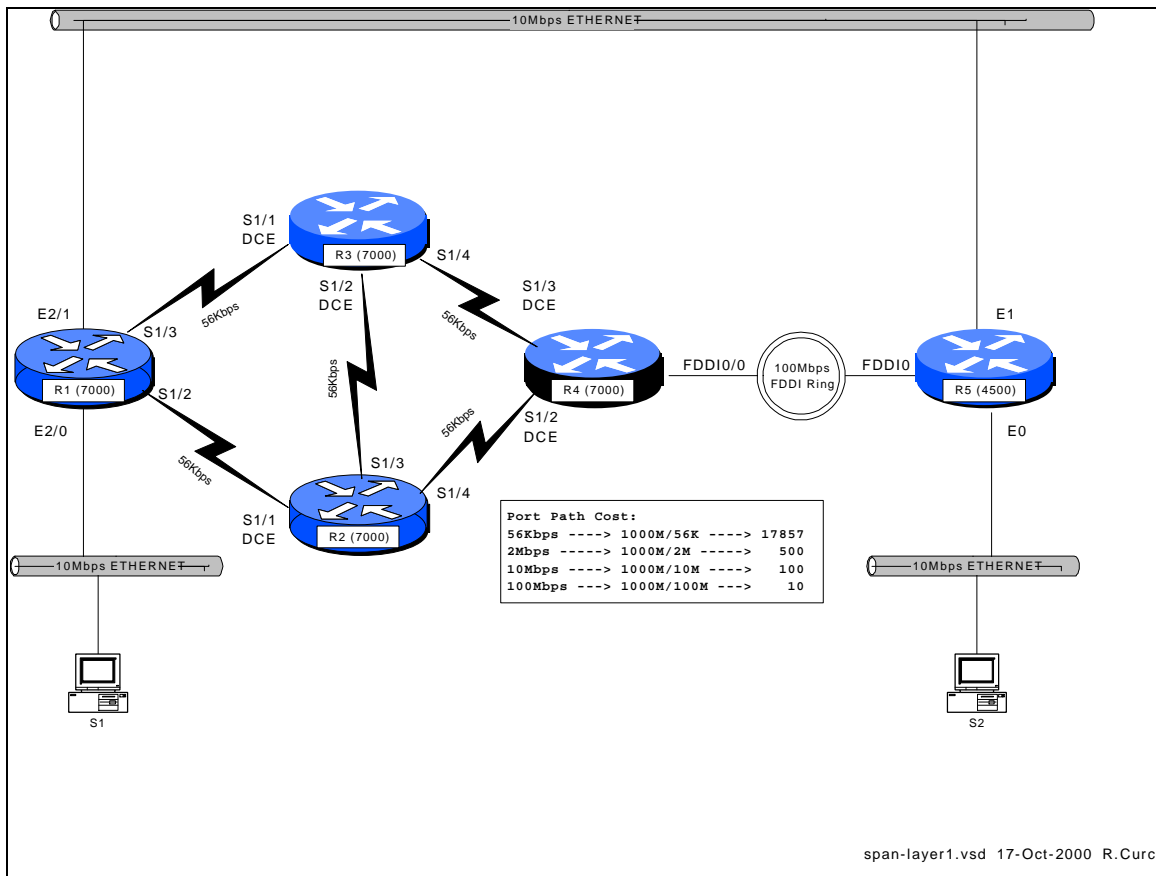 10Mbps ETHERNET
S1/1
DCE
R3 (7000)
S1/4
S1/2
DCE
S1/3
DCE
56Kbps
56Kbps
E2/1
S1/3
E1
R1 (7000)
S1/2
56Kbps
R4 (7000)
FDDI0/0
100Mbps
FDDI Ring
FDDI0
R5 (4500)
E2/0
56Kbps
56Kbps
S1/2
DCE
E0
S1/3
S1/4
S1/1
DCE
R2 (7000)
Port Path Cost:
56Kbps ----> 1000M/56K ----> 17857
2Mbps -----> 1000M/2M -----> 500
10Mbps ----> 1000M/10M ----> 100
100Mbps ---> 1000M/100M ---> 10
10Mbps ETHERNET
10Mbps ETHERNET
S1
S2
span-layer1.vsd 17-Oct-2000 R.Curc